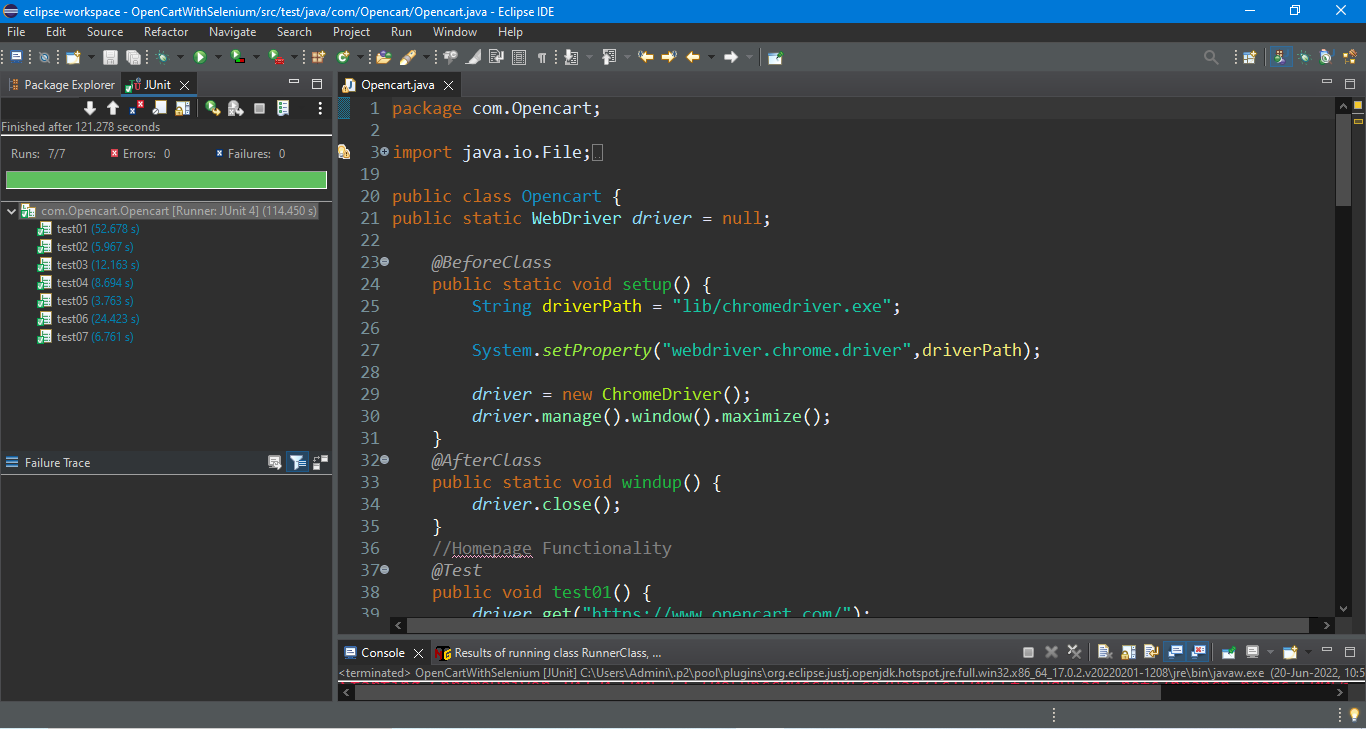 eclipse-workspace - OpenCartWithSelenium/src/test/java/com/Opencart/Opencart.java - Eclipse IDE
File Edit Source Refactor Navigate Search Project Run Window Help
Package Explorer JUnit
Finished after 121.278 seconds
Runs: 7/7 Errors: 0 Failures: 0
com.Opencart.Opencart [Runner: JUnit 4] (114.450 s)
test01 (52.678 s)
test02 (5.967 s)
test03 (12.163 s)
test04 (8.694 s)
test05 (3.763 s)
test06 (24.423 s)
test07 (6.761 s)
Failure Trace
Opencart.java
1 package com.Opencart;
2
3 import java.io.File;
19
20 public class Opencart {
21 public static WebDriver driver = null;
22
23 @BeforeClass
24 public static void setup() {
25 String driverPath = "lib/chromedriver.exe";
26
27 System.setProperty("webdriver.chrome.driver",driverPath);
28
29 driver = new ChromeDriver();
30 driver.manage().window().maximize();
31 }
32 @AfterClass
33 public static void windup() {
34 driver.close();
35 }
36 //Homepage Functionality
37 @Test
38 public void test01() {
39 driver.get("https://www.opencart.com/");
Console Results of running class RunnerClass, ...
<terminated> OpenCartWithSelenium [JUnit] C:\Users\Admini\.p2\pool\plugins\org.eclipse.justj.openjdk.hotspot.jre.full.win32.x86_64_17.0.2.v20220201-1208\jre\bin\javaw.exe (20-Jun-2022, 10:5